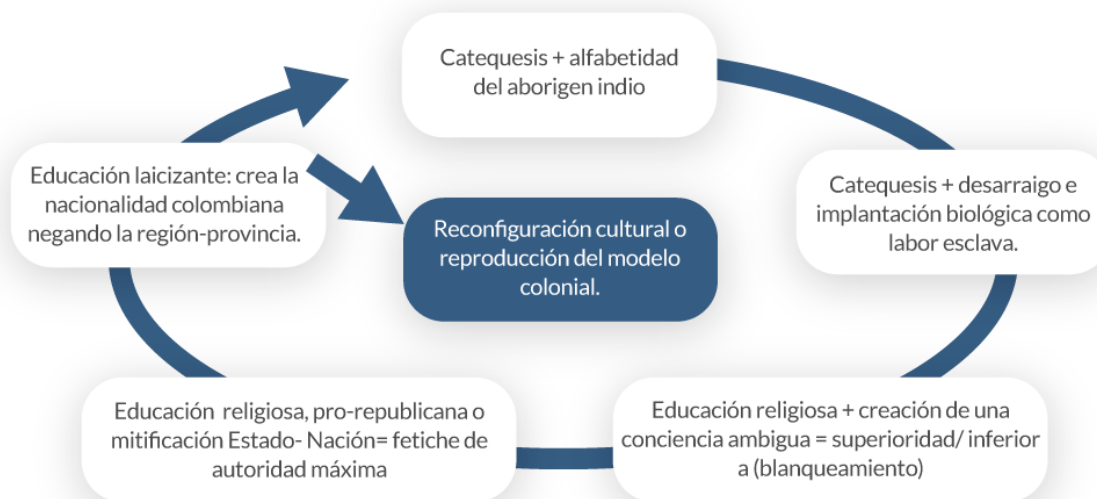 Catequesis + alfabetidad
del aborigen indio
Catequesis + desarraigo e
implantación biológica como
labor esclava.
Educación religiosa + creación de una
conciencia ambigua = superioridad/ inferior
a (blanqueamiento)
Educación  religiosa, pro-republicana o
mitificación Estado- Nación= fetiche de
autoridad máxima
Educación laicizante: crea la
nacionalidad colombiana
negando la región-provincia.
Reconfiguración cultural o
reproducción del modelo
colonial.